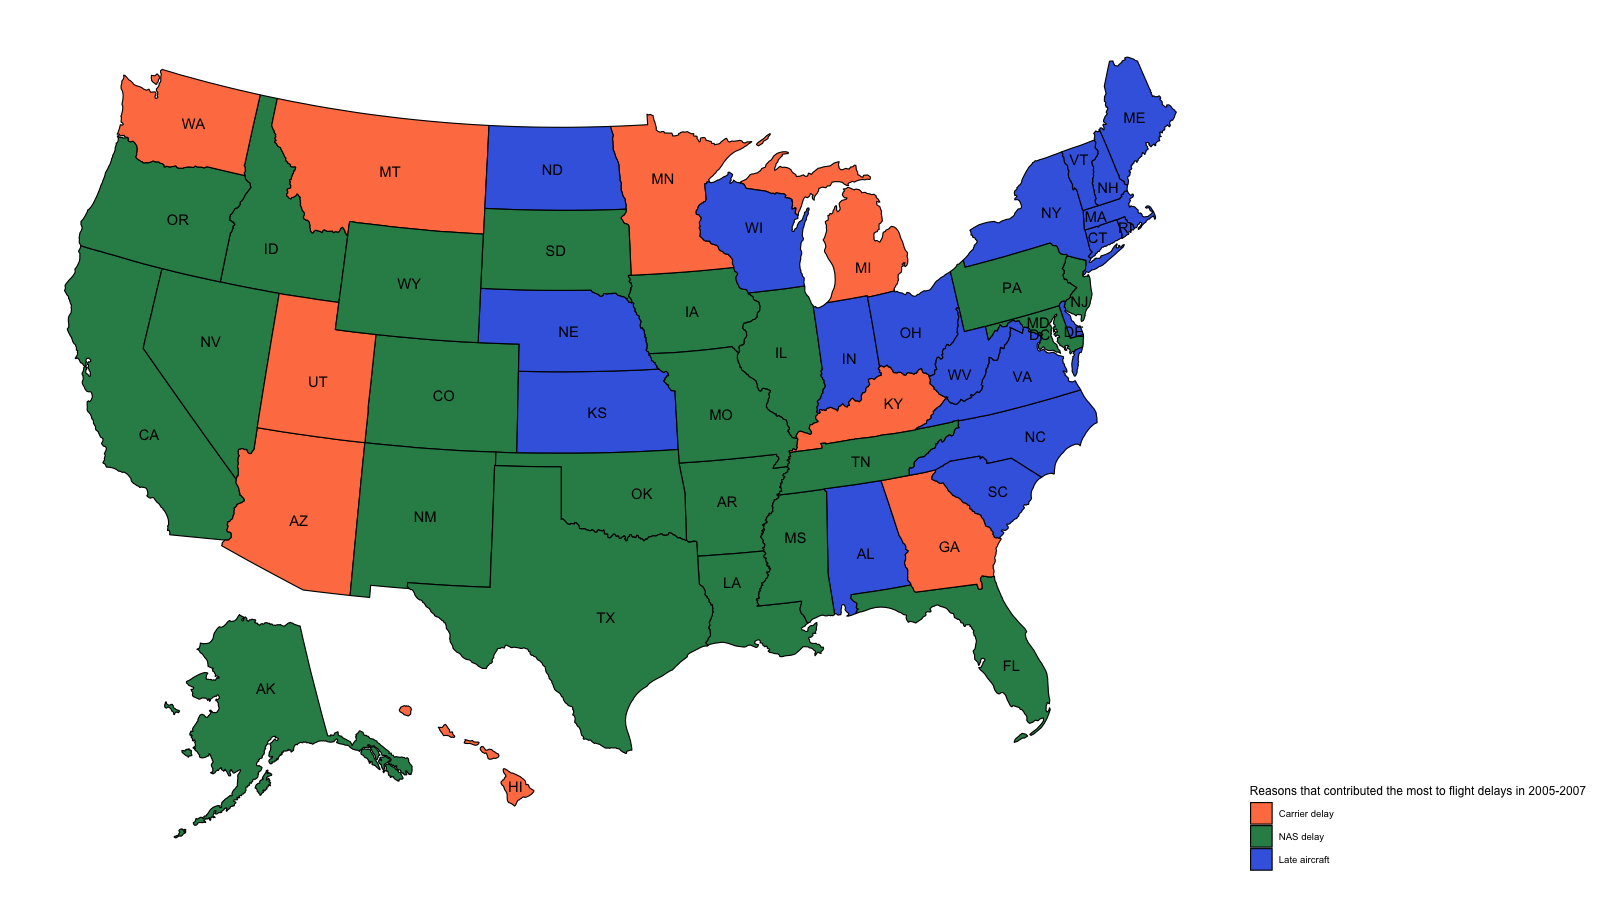 ME
WA
VT
ND
MT
MN
NH
NY
MA
OR
WI
RI
CT
ID
SD
MI
WY
PA
NJ
IA
MD
NE
OH
DE
DC
NV
IL
IN
WV
VA
UT
CO
KY
KS
MO
CA
NC
TN
OK
SC
AR
NM
AZ
MS
GA
AL
LA
TX
FL
AK
HI
Reasons that contributed the most to flight delays in 2005-2007
Carrier delay
NAS delay
Late aircraft